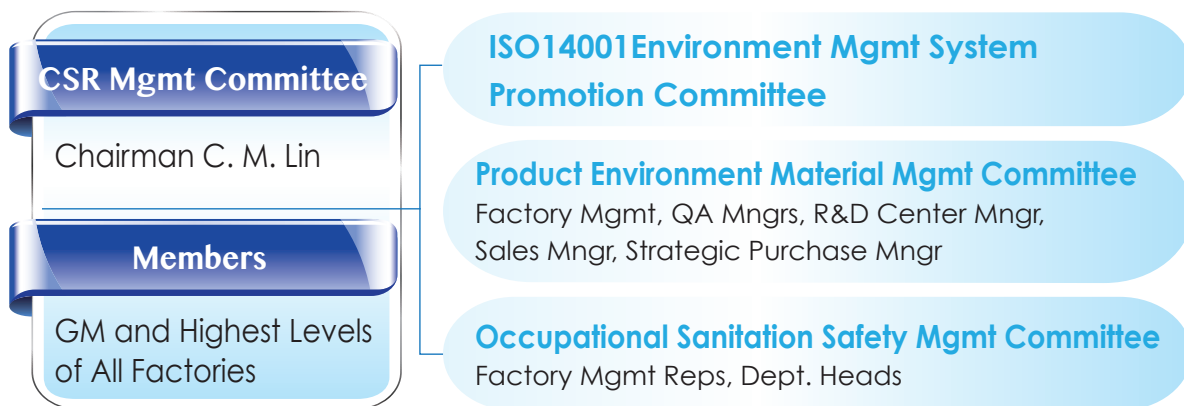 CSR Mgmt Committee
Chairman C. M. Lin
Members
GM and Highest Levels
of All Factories
ISO14001Environment Mgmt System
Promotion Committee
Product Environment Material Mgmt Committee
Factory Mgmt, QA Mngrs, R&D Center Mngr,
Sales Mngr, Strategic Purchase Mngr
Occupational Sanitation Safety Mgmt Committee
Factory Mgmt Reps, Dept. Heads